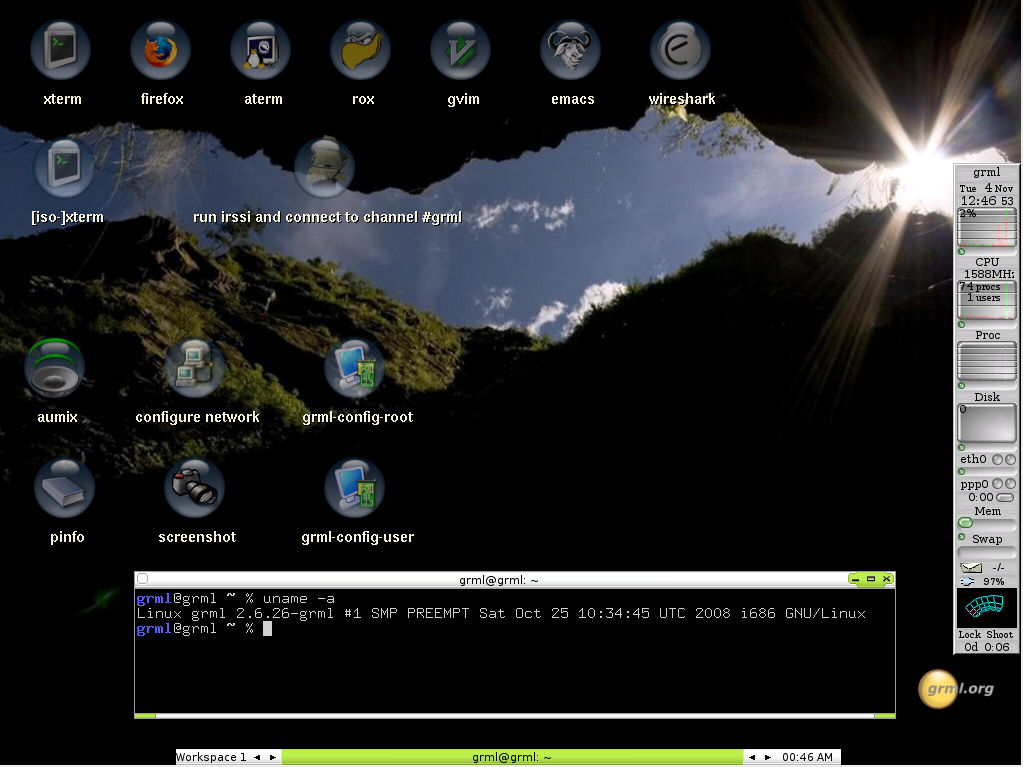 xterm firefox aterm rox gvim emacs wireshark
[iso-]xterm run irssi and connect to channel #grml
aumix configure network grml-config-root
pinfo screenshot grml-config-user
grml
Tue 4 Nov
12:46 53
2%
CPU
1588MHz
74 procs
1 users
Proc
Disk
0
eth0
ppp0
0:00
Mem
Swap
-/-
97%
Lock Shoot
0d 0:06
grml@grml: ~
grml@grml ~ % uname -a
Linux grml 2.6.26-grml #1 SMP PREEMPT Sat Oct 25 10:34:45 UTC 2008 i686 GNU/Linux
grml@grml ~ %
grml.org
Workspace 1 grml@grml: ~ 00:46 AM